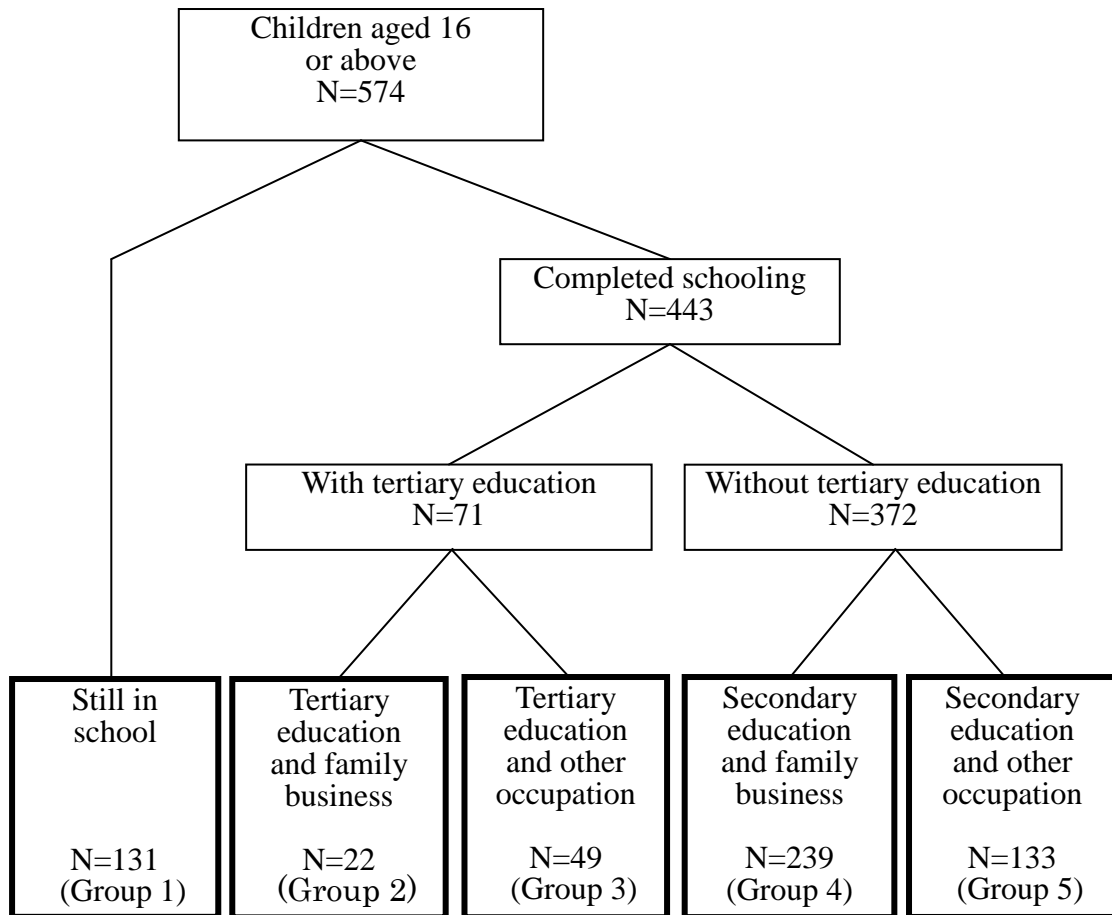 Children aged 16
or above
N=574
Completed schooling
N=443
With tertiary education
N=71
Without tertiary education
N=372
Still in
school
N=131
(Group 1)
Tertiary
education
and family
business
N=22
(Group 2)
Tertiary
education
and other
occupation
N=49
(Group 3)
Secondary
education
and family
business
N=239
(Group 4)
Secondary
education
and other
occupation
N=133
(Group 5)